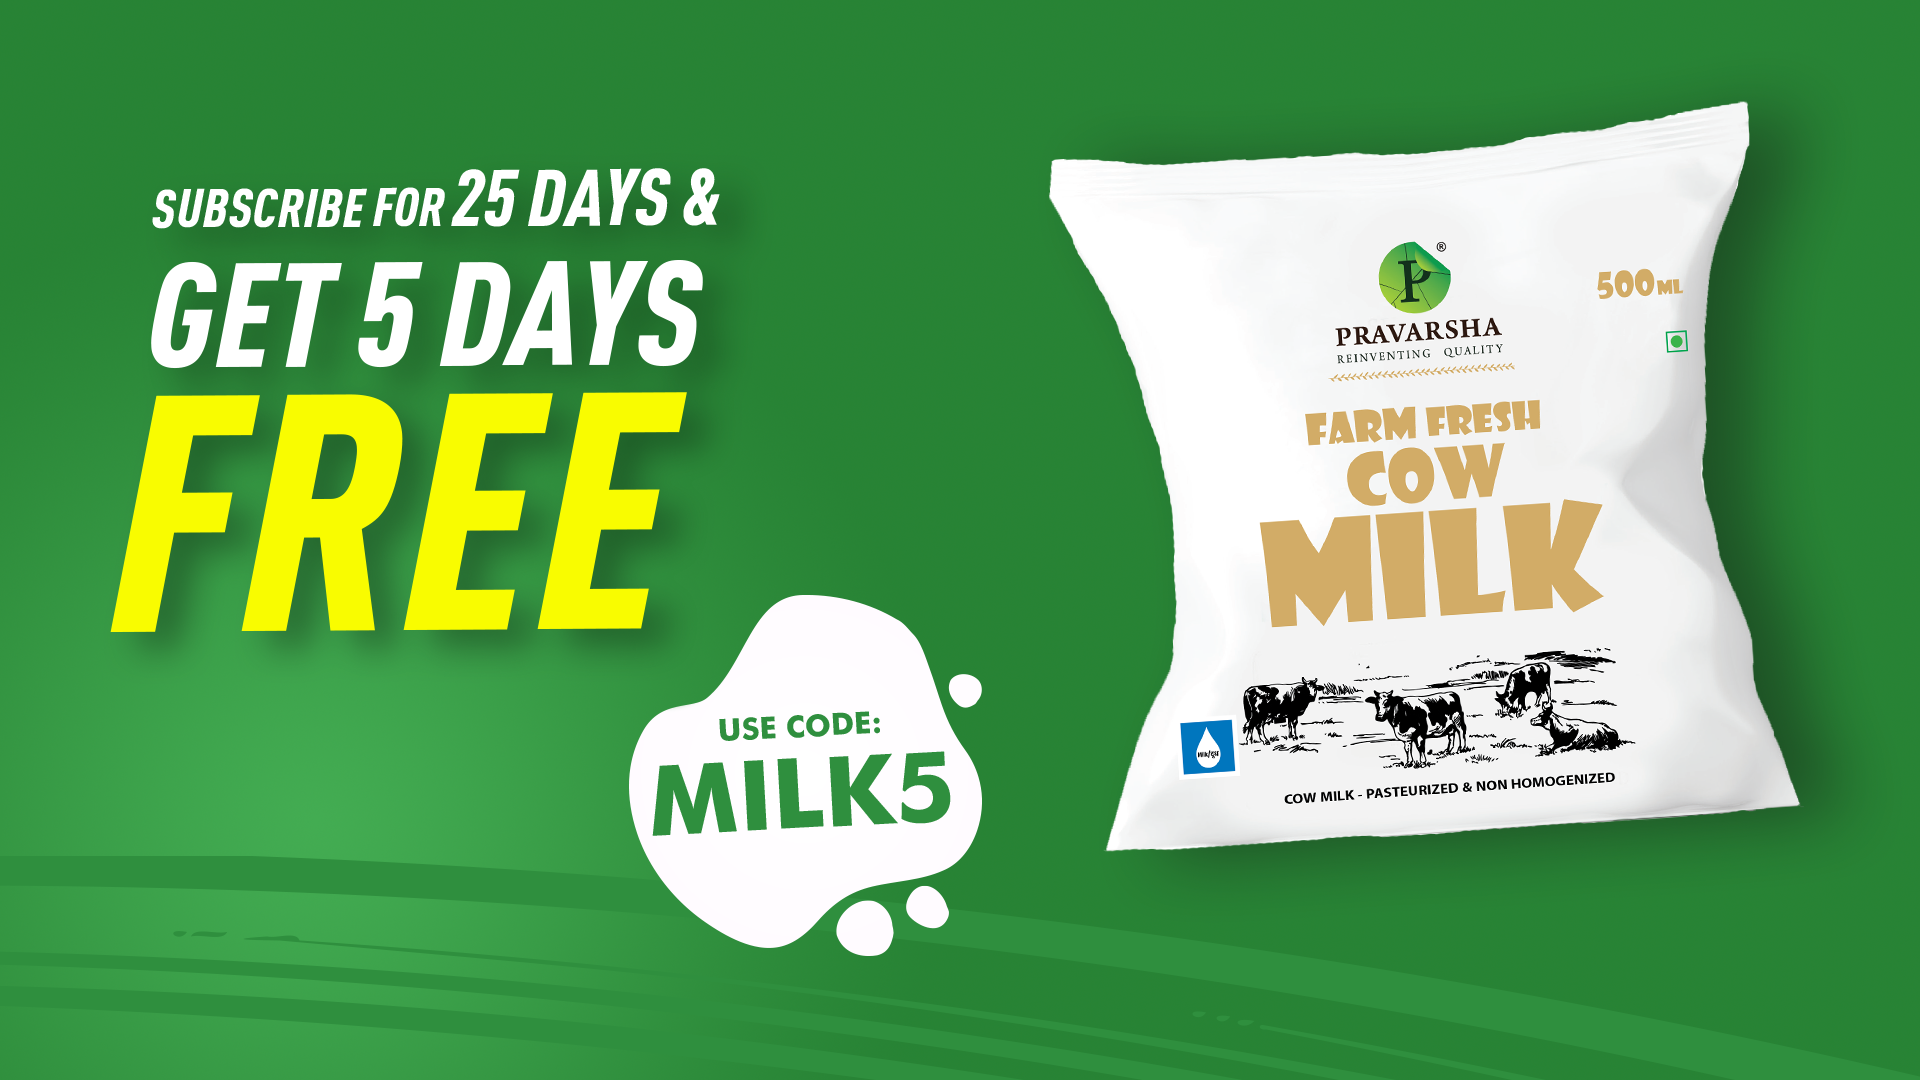 SUBSCRIBE FOR 25 DAYS &
GET 5 DAYS
FREE
USE CODE:
MILK5
P ®
PRAVARSHA
REINVENTING QUALITY
500ML
FARM FRESH
COW
MILK
COW MILK - PASTEURIZED & NON HOMOGENIZED